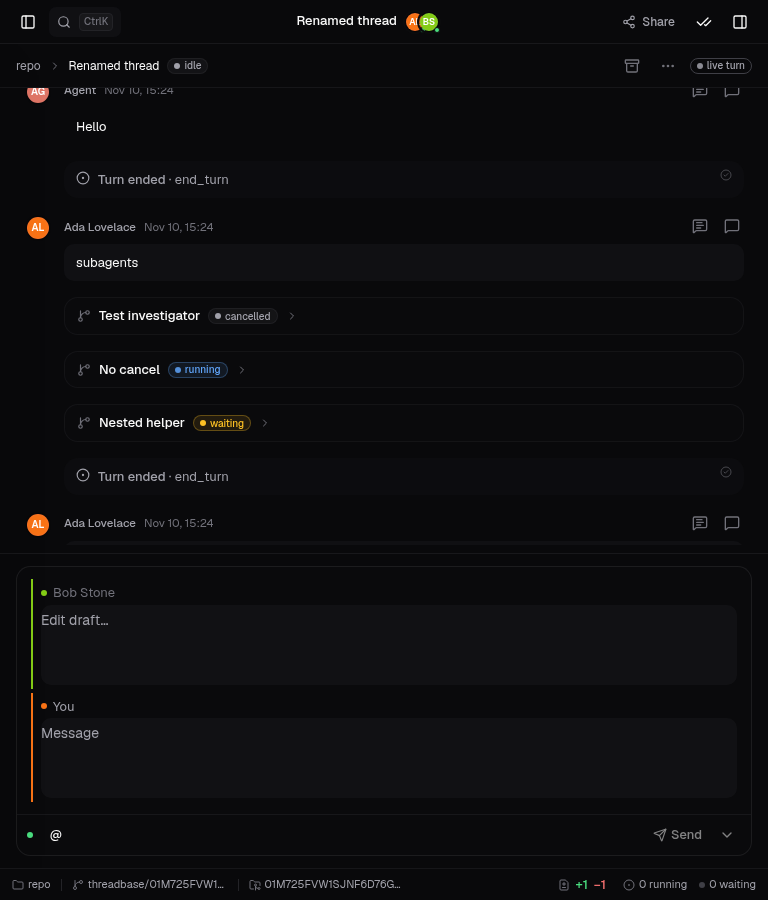 CtrlK
Renamed thread
BS
Share
repo
Renamed thread
idle
live turn
AG
Agent Nov 10, 15:24
Hello
Turn ended · end_turn
AL
Ada Lovelace Nov 10, 15:24
subagents
Test investigator
cancelled
No cancel
running
Nested helper
waiting
Turn ended · end_turn
AL
Ada Lovelace Nov 10, 15:24
Bob Stone
Edit draft…
You
Message
@
Send
repo
threadbase/01M725FVW1…
01M725FVW1SJNF6D76G…
+1 −1
0 running
0 waiting